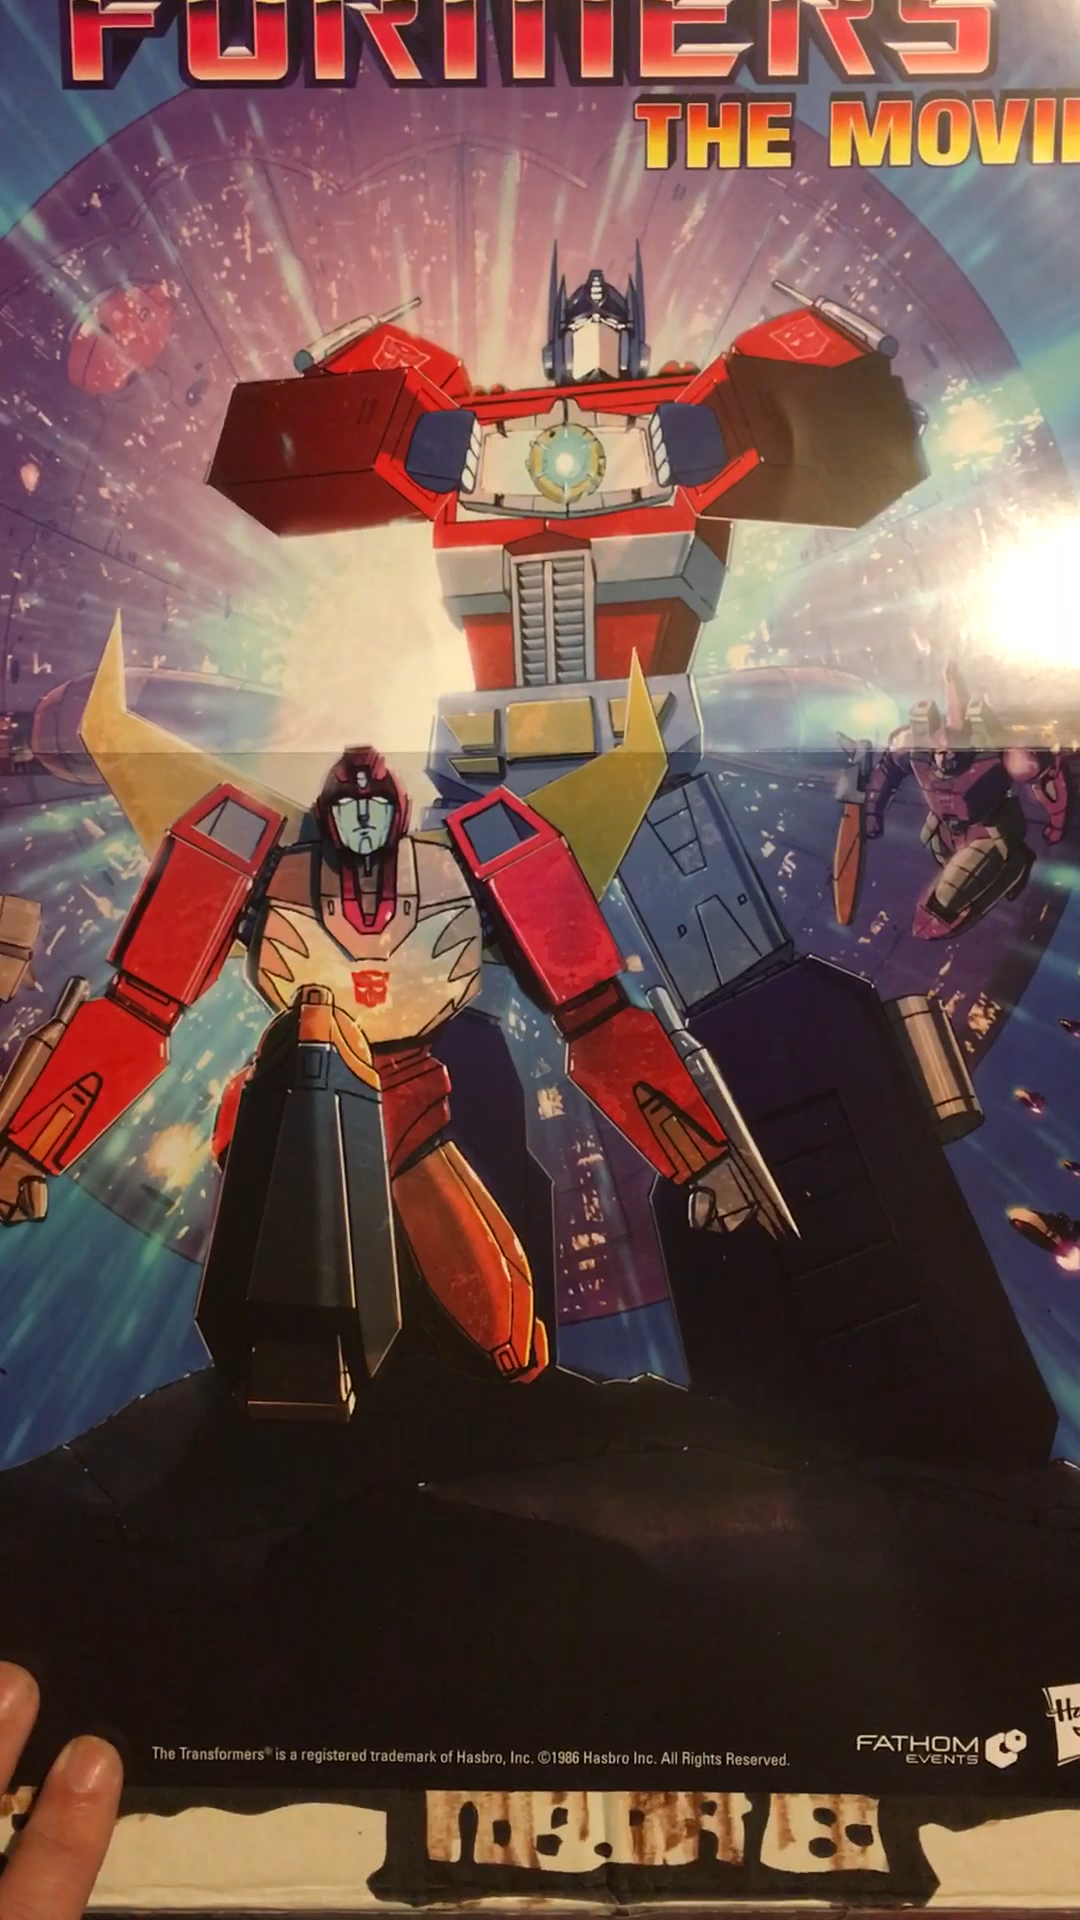 FORMERS
THE MOVI
The Transformers® is a registered trademark of Hasbro, Inc. ©1986 Hasbro Inc. All Rights Reserved.
FATHOM
EVENTS
Ha